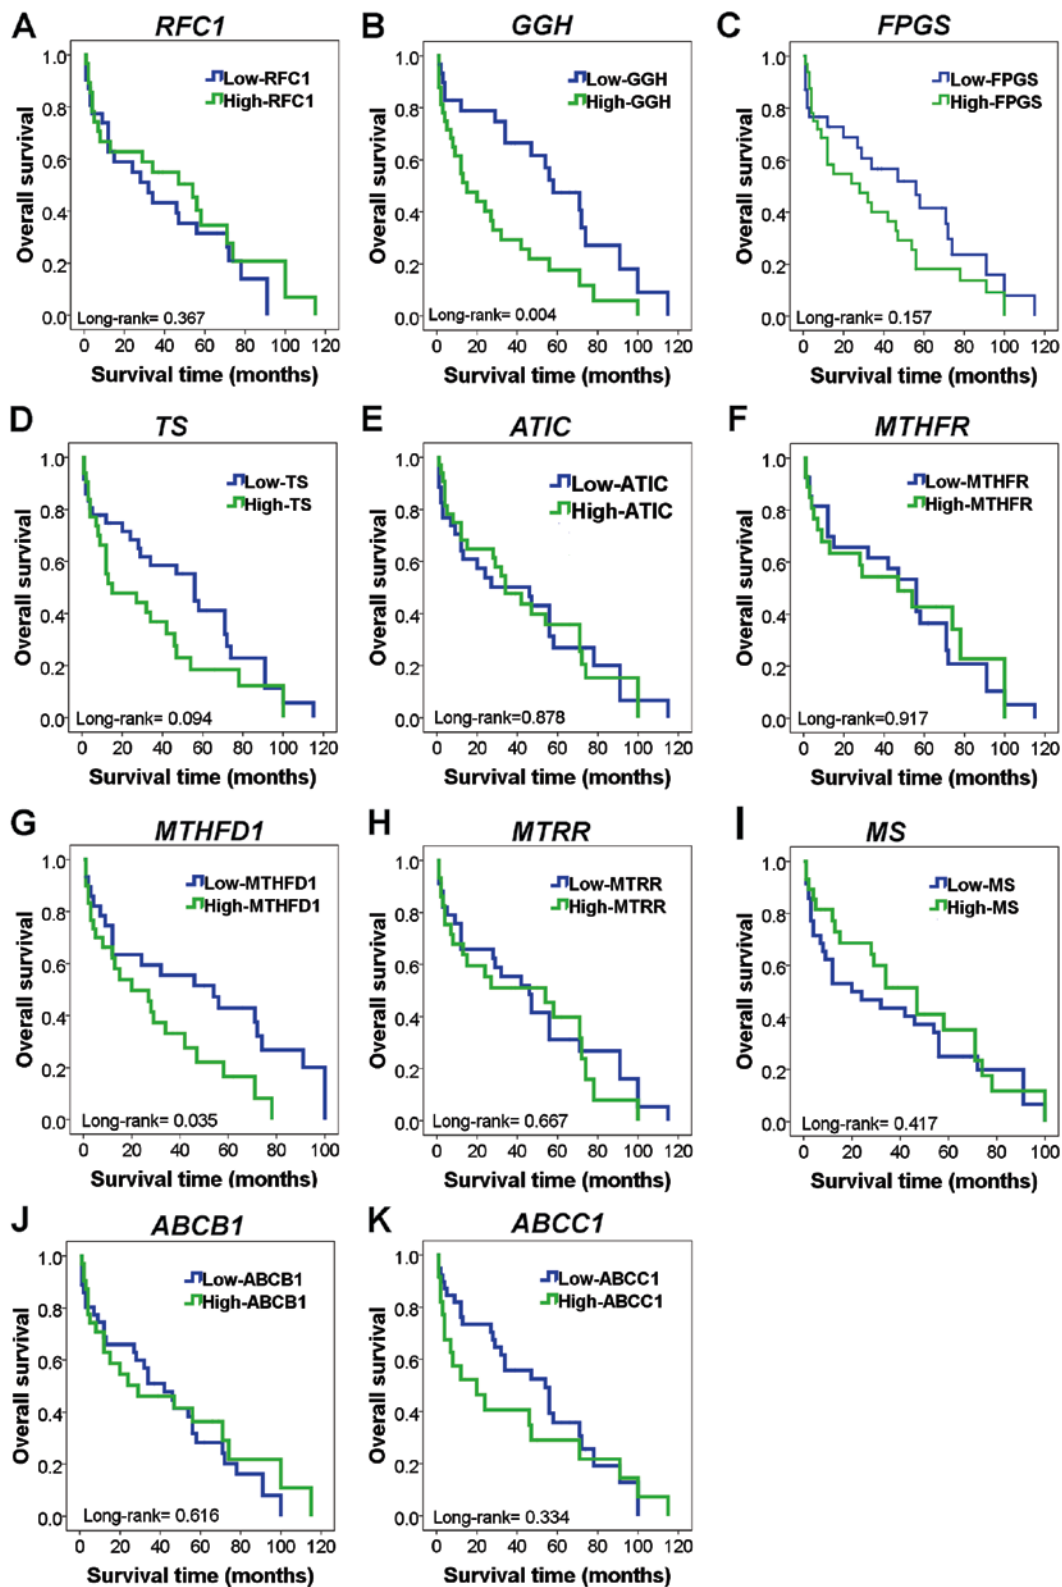 A RFC1
Overall survival
1.0
0.8
0.6
0.4
0.2
0.0
Low-RFC1
High-RFC1
Long-rank= 0.367
0 20 40 60 80 100 120
Survival time (months)
B GGH
Overall survival
1.0
0.8
0.6
0.4
0.2
0.0
Low-GGH
High-GGH
Long-rank= 0.004
0 20 40 60 80 100 120
Survival time (months)
C FPGS
Overall survival
1.0
0.8
0.6
0.4
0.2
0.0
Low-FPGS
High-FPGS
Long-rank= 0.157
0 20 40 60 80 100 120
Survival time (months)
D TS
Overall survival
1.0
0.8
0.6
0.4
0.2
0.0
Low-TS
High-TS
Long-rank= 0.094
0 20 40 60 80 100 120
Survival time (months)
E ATIC
Overall survival
1.0
0.8
0.6
0.4
0.2
0.0
Low-ATIC
High-ATIC
Long-rank=0.878
0 20 40 60 80 100 120
Survival time (months)
F MTHFR
Overall survival
1.0
0.8
0.6
0.4
0.2
0.0
Low-MTHFR
High-MTHFR
Long-rank=0.917
0 20 40 60 80 100 120
Survival time (months)
G MTHFD1
Overall survival
1.0
0.8
0.6
0.4
0.2
0.0
Low-MTHFD1
High-MTHFD1
Long-rank= 0.035
0 20 40 60 80 100
Survival time (months)
H MTRR
Overall survival
1.0
0.8
0.6
0.4
0.2
0.0
Low-MTRR
High-MTRR
Long-rank= 0.667
0 20 40 60 80 100 120
Survival time (months)
I MS
Overall survival
1.0
0.8
0.6
0.4
0.2
0.0
Low-MS
High-MS
Long-rank= 0.417
0 20 40 60 80 100
Survival time (months)
J ABCB1
Overall survival
1.0
0.8
0.6
0.4
0.2
0.0
Low-ABCB1
High-ABCB1
Long-rank= 0.616
0 20 40 60 80 100 120
Survival time (months)
K ABCC1
Overall survival
1.0
0.8
0.6
0.4
0.2
0.0
Low-ABCC1
High-ABCC1
Long-rank= 0.334
0 20 40 60 80 100 120
Survival time (months)